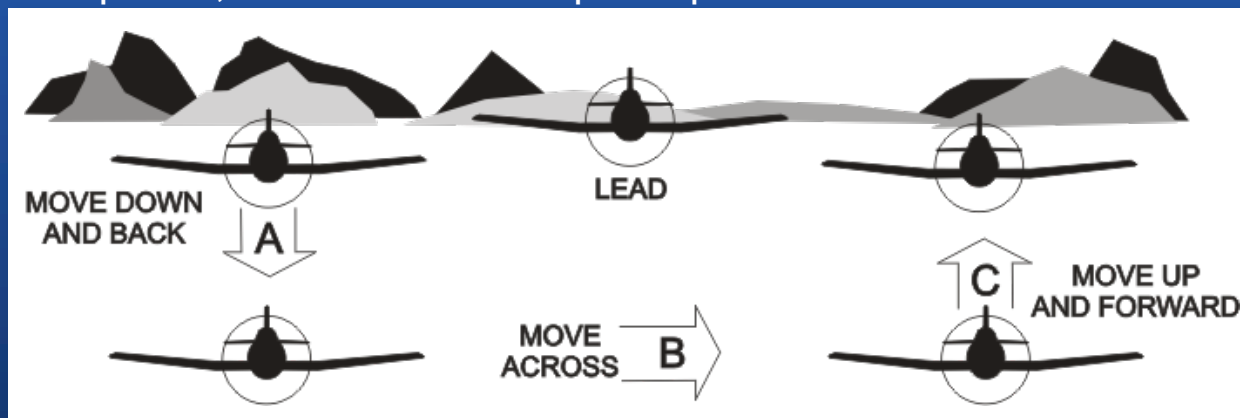 MOVE DOWN
AND BACK
A
LEAD
MOVE
ACROSS
B
C
MOVE UP
AND FORWARD